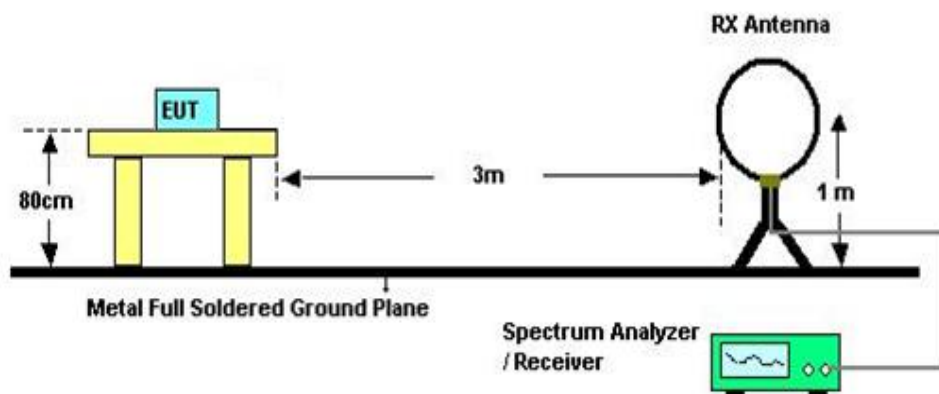 RX Antenna
EUT
80cm
3m
1 m
Metal Full Soldered Ground Plane
Spectrum Analyzer
/ Receiver